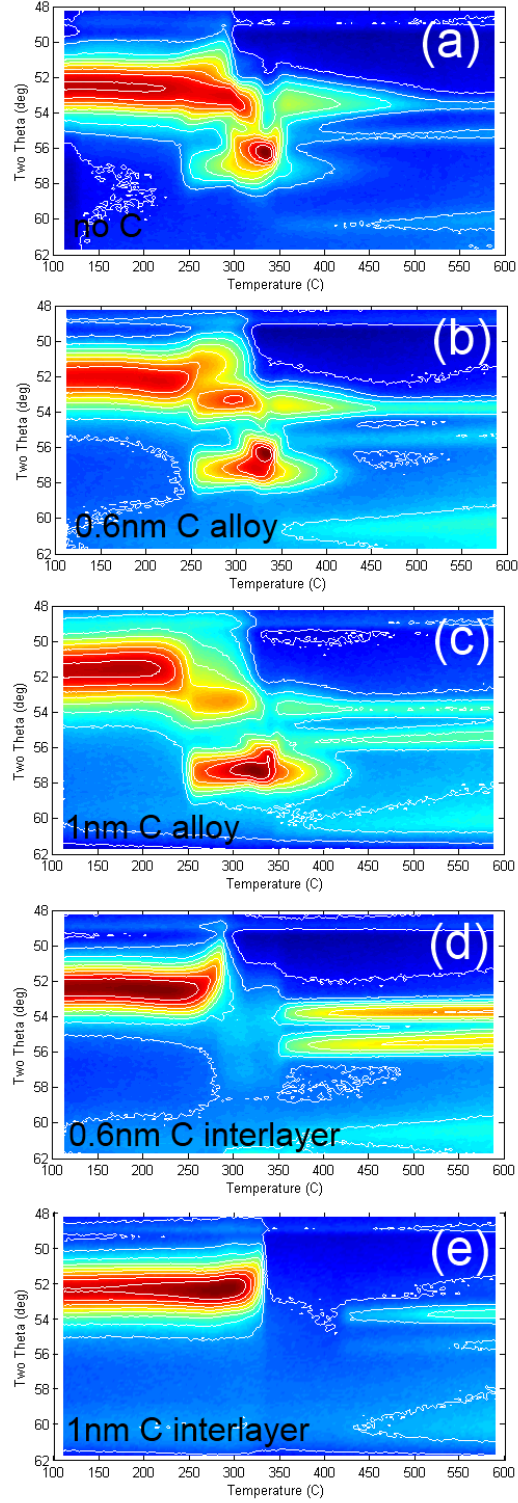 (a)
48
50
52
54
56
58
60
62
Two Theta (deg)
no C
100 150 200 250 300 350 400 450 500 550 600
Temperature (C)
(b)
48
50
52
54
56
58
60
62
Two Theta (deg)
0.6nm C alloy
100 150 200 250 300 350 400 450 500 550 600
Temperature (C)
(c)
48
50
52
54
56
58
60
62
Two Theta (deg)
1nm C alloy
100 150 200 250 300 350 400 450 500 550 600
Temperature (C)
(d)
48
50
52
54
56
58
60
62
Two Theta (deg)
0.6nm C interlayer
100 150 200 250 300 350 400 450 500 550 600
Temperature (C)
(e)
48
50
52
54
56
58
60
62
Two Theta (deg)
1nm C interlayer
100 150 200 250 300 350 400 450 500 550 600
Temperature (C)